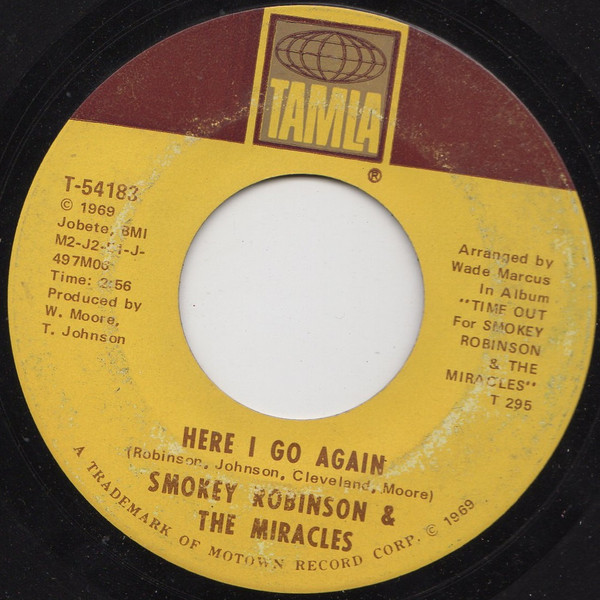 TAMLA
®
T-54183
© 1969
Jobete, BMI
M2-J2-
497M06
Time: 2:56
Produced by
W. Moore,
T. Johnson
Arranged by
Wade Marcus
In Album
"TIME OUT
For SMOKEY
ROBINSON
& THE
MIRACLES"
T 295
HERE I GO AGAIN
(Robinson, Johnson, Cleveland, Moore)
SMOKEY ROBINSON &
THE MIRACLES
A TRADEMARK OF MOTOWN RECORD CORP. © 1969